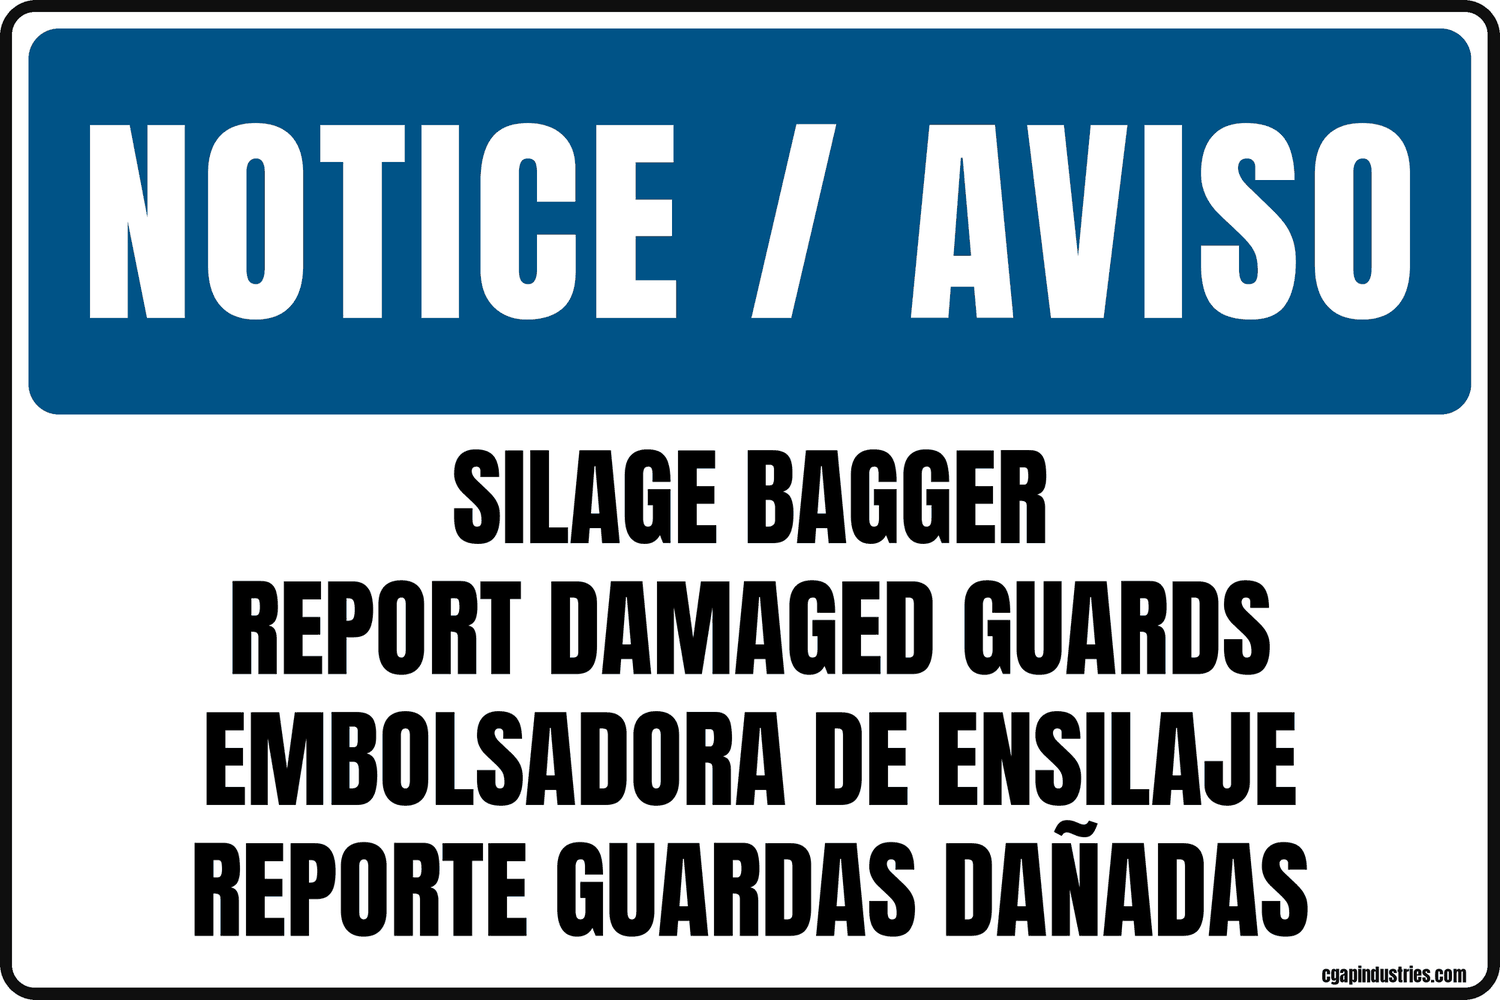 NOTICE / AVISO
SILAGE BAGGER
REPORT DAMAGED GUARDS
EMBOLSADORA DE ENSILAJE
REPORTE GUARDAS DAÑADAS
cgapindustries.com